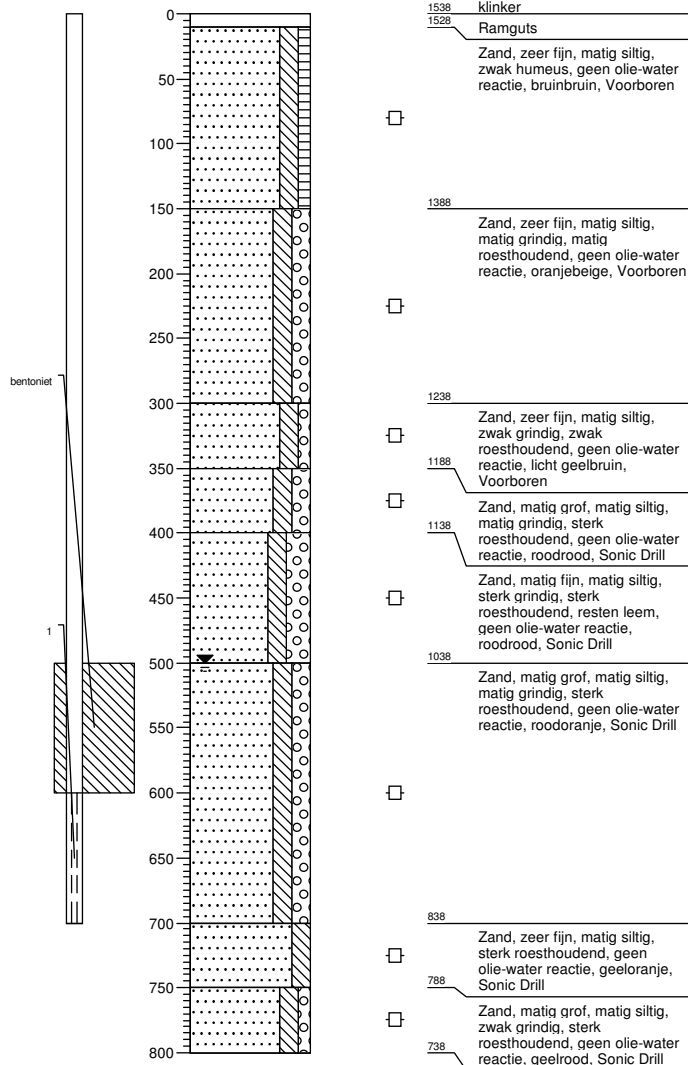 0
50
100
150
200
250
300
350
400
450
500
550
600
650
700
750
800
bentoniet
1
1538 klinker
1528 Ramguts
Zand, zeer fijn, matig siltig,
zwak humeus, geen olie-water
reactie, bruinbruin, Voorboren
1388
Zand, zeer fijn, matig siltig,
matig grindig, matig
roesthoudend, geen olie-water
reactie, oranjebeige, Voorboren
1238
Zand, zeer fijn, matig siltig,
zwak grindig, zwak
roesthoudend, geen olie-water
reactie, licht geelbruin,
Voorboren
1188
Zand, matig grof, matig siltig,
matig grindig, sterk
roesthoudend, geen olie-water
reactie, roodrood, Sonic Drill
1138
Zand, matig fijn, matig siltig,
sterk grindig, sterk
roesthoudend, resten leem,
geen olie-water reactie,
roodrood, Sonic Drill
1038
Zand, matig grof, matig siltig,
matig grindig, sterk
roesthoudend, geen olie-water
reactie, roodoranje, Sonic Drill
838
Zand, zeer fijn, matig siltig,
sterk roesthoudend, geen
olie-water reactie, geeloranje,
Sonic Drill
788
Zand, matig grof, matig siltig,
zwak grindig, sterk
roesthoudend, geen olie-water
reactie, geelrood, Sonic Drill
738